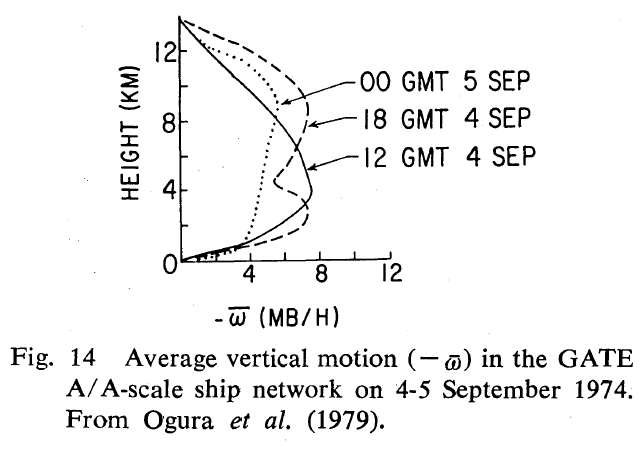 12
8
4
0
HEIGHT (KM)
00 GMT 5 SEP
18 GMT 4 SEP
12 GMT 4 SEP
4 8 12
-ω̅ (MB/H)
Fig. 14 Average vertical motion (−ω̅) in the GATE
A/A-scale ship network on 4-5 September 1974.
From Ogura et al. (1979).